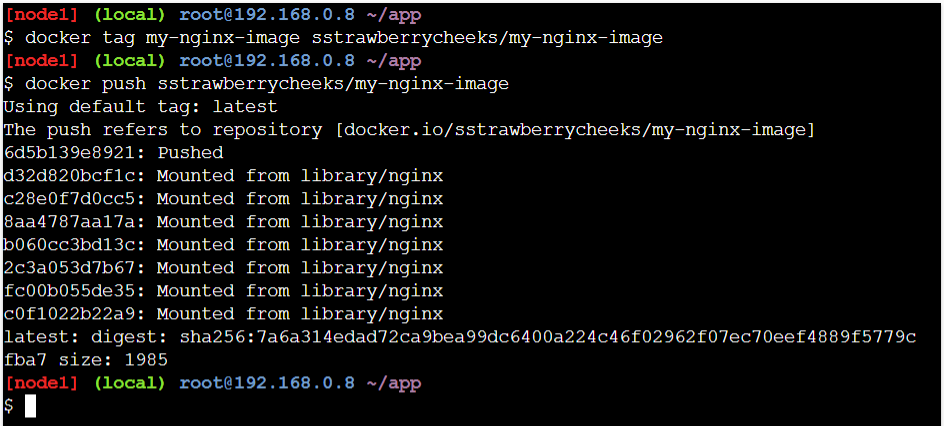 [node1] (local) root@192.168.0.8 ~/app
$ docker tag my-nginx-image sstrawberrycheeks/my-nginx-image
[node1] (local) root@192.168.0.8 ~/app
$ docker push sstrawberrycheeks/my-nginx-image
Using default tag: latest
The push refers to repository [docker.io/sstrawberrycheeks/my-nginx-image]
6d5b139e8921: Pushed
d32d820bcf1c: Mounted from library/nginx
c28e0f7d0cc5: Mounted from library/nginx
8aa4787aa17a: Mounted from library/nginx
b060cc3bd13c: Mounted from library/nginx
2c3a053d7b67: Mounted from library/nginx
fc00b055de35: Mounted from library/nginx
c0f1022b22a9: Mounted from library/nginx
latest: digest: sha256:7a6a314edad72ca9bea99dc6400a224c46f02962f07ec70eef4889f5779c
fba7 size: 1985
[node1] (local) root@192.168.0.8 ~/app
$